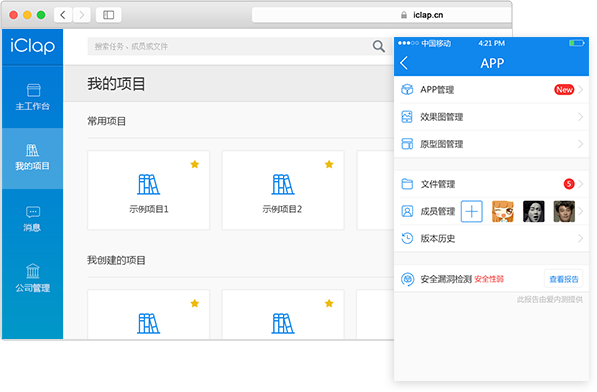 iclap.cn
iClap
搜索任务、成员或文件
主工作台
我的项目
消息
公司管理
我的项目
常用项目
示例项目1
示例项目2
我创建的项目
中国移动 4:21 PM
APP
APP管理 New
效果图管理
原型图管理
文件管理 5
成员管理
版本历史
安全漏洞检测 安全性弱 查看报告
此报告由爱内测提供